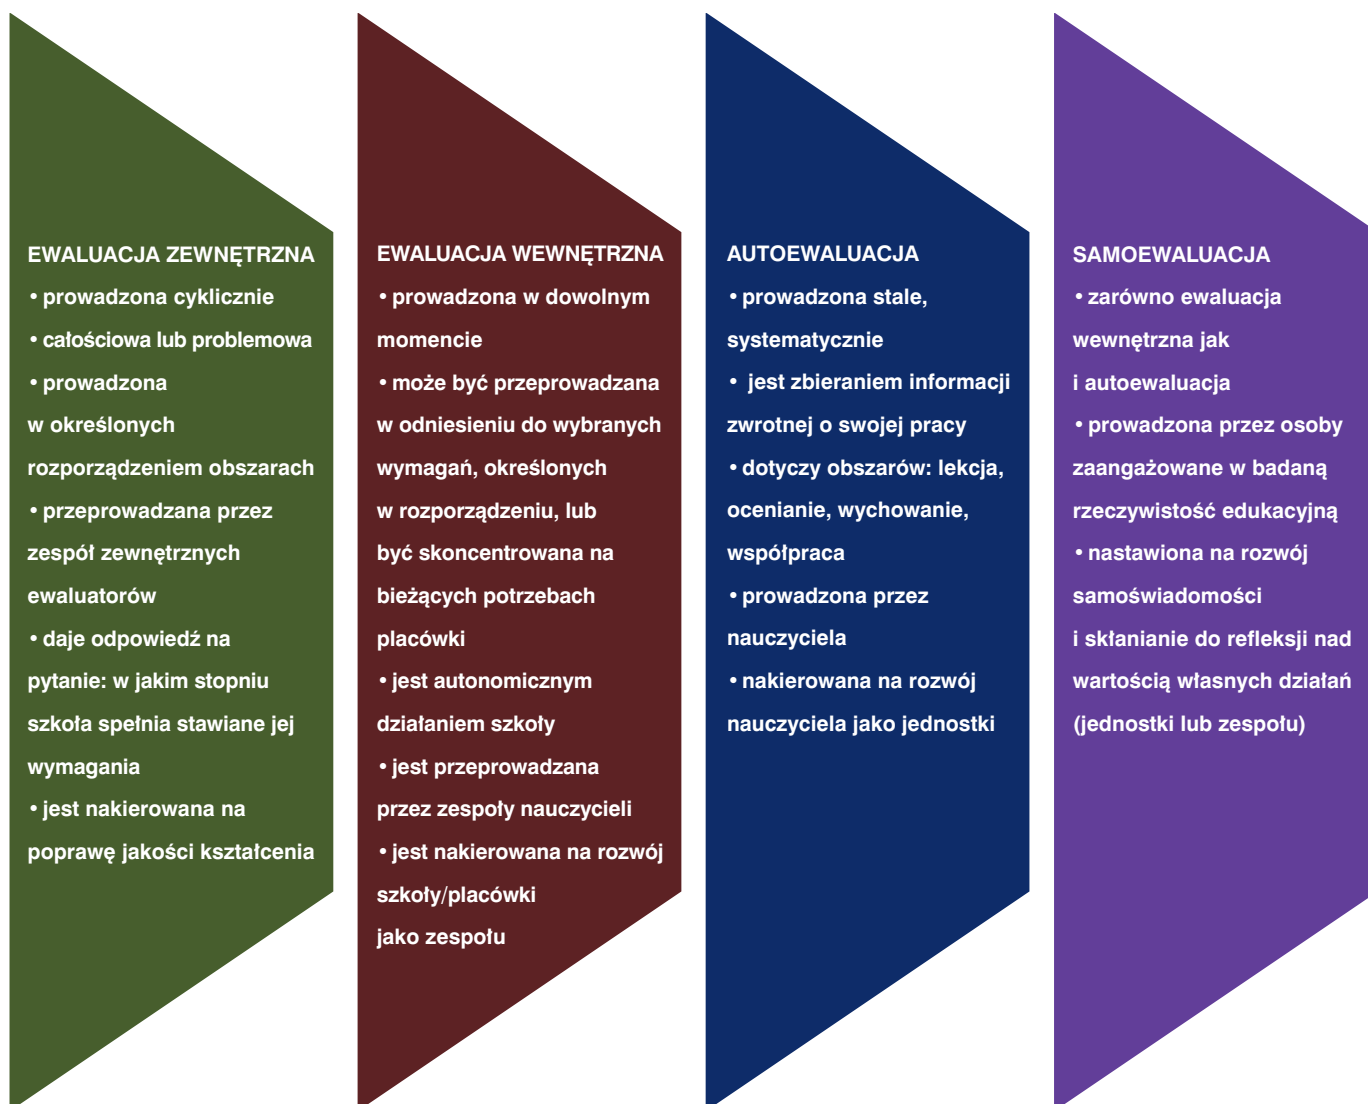 EWALUACJA ZEWNĘTRZNA
• prowadzona cyklicznie
• całościowa lub problemowa
• prowadzona
w określonych
rozporządzeniem obszarach
• przeprowadzana przez
zespół zewnętrznych
ewaluatorów
• daje odpowiedź na
pytanie: w jakim stopniu
szkoła spełnia stawiane jej
wymagania
• jest nakierowana na
poprawę jakości kształcenia
EWALUACJA WEWNĘTRZNA
• prowadzona w dowolnym
momencie
• może być przeprowadzana
w odniesieniu do wybranych
wymagań, określonych
w rozporządzeniu, lub
być skoncentrowana na
bieżących potrzebach
placówki
• jest autonomicznym
działaniem szkoły
• jest przeprowadzana
przez zespoły nauczycieli
• jest nakierowana na rozwój
szkoły/placówki
jako zespołu
AUTOEWALUACJA
• prowadzona stale,
systematycznie
• jest zbieraniem informacji
zwrotnej o swojej pracy
• dotyczy obszarów: lekcja,
ocenianie, wychowanie,
współpraca
• prowadzona przez
nauczyciela
• nakierowana na rozwój
nauczyciela jako jednostki
SAMOEWALUACJA
• zarówno ewaluacja
wewnętrzna jak
i autoewaluacja
• prowadzona przez osoby
zaangażowane w badaną
rzeczywistość edukacyjną
• nastawiona na rozwój
samoświadomości
i skłanianie do refleksji nad
wartością własnych działań
(jednostki lub zespołu)